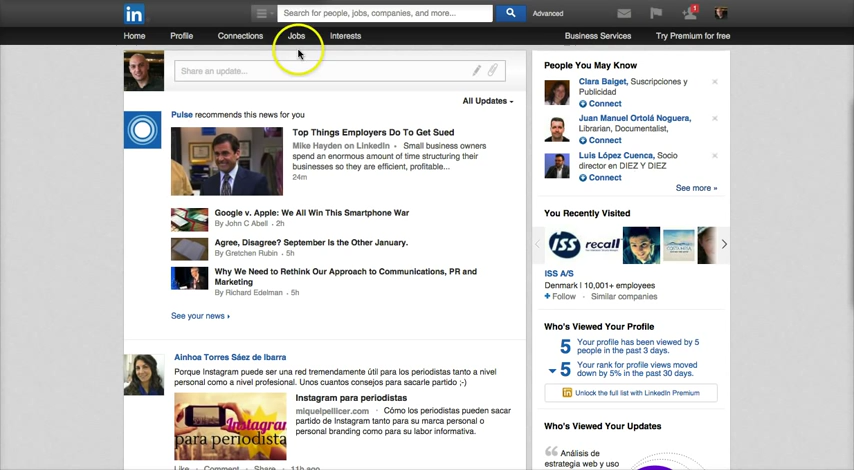 in
Search for people, jobs, companies, and more...
Advanced
1
Home
Profile
Connections
Jobs
Interests
Business Services
Try Premium for free
Share an update...
All Updates
Pulse recommends this news for you
Top Things Employers Do To Get Sued
Mike Hayden on LinkedIn • Small business owners
spend an enormous amount of time structuring their
businesses so they are efficient, profitable...
24m
Google v. Apple: We All Win This Smartphone War
By John C Abell • 2h
Agree, Disagree? September Is the Other January.
By Gretchen Rubin • 5h
Why We Need to Rethink Our Approach to Communications, PR and
Marketing
By Richard Edelman • 5h
See your news
Ainhoa Torres Sáez de Ibarra
Porque Instagram puede ser una red tremendamente útil para los periodistas tanto a nivel
personal como a nivel profesional. Unos cuantos consejos para sacarle partido ;-)
Instagram
para periodista
Instagram para periodistas
miquelpellicer.com • Cómo los periodistas pueden sacar
partido de Instagram tanto para su marca personal o
personal branding como para su labor informativa.
Like • Comment • Share • 11h ago
People You May Know
Clara Balget, Suscripciones y
Publicidad
Connect
Juan Manuel Ortolá Noguera,
Librarian, Documentalist,
Connect
Luis López Cuenca, Socio
director en DIEZ Y DIEZ
Connect
See more »
You Recently Visited
ISS
recall
ISS A/S
Denmark | 10,001+ employees
+ Follow • Similar companies
Who's Viewed Your Profile
5 Your profile has been viewed by 5
people in the past 3 days.
5 Your rank for profile views moved
down by 5% in the past 30 days.
in Unlock the full list with LinkedIn Premium
Who's Viewed Your Updates
Análisis de
estrategia web y uso